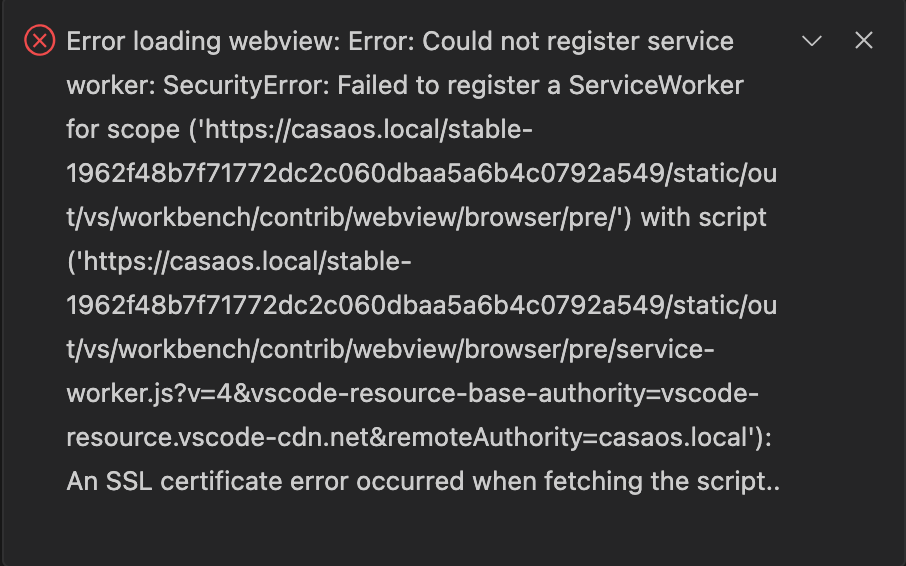 Error loading webview: Error: Could not register service
worker: SecurityError: Failed to register a ServiceWorker
for scope ('https://casaos.local/stable-
1962f48b7f71772dc2c060dbaa5a6b4c0792a549/static/ou
t/vs/workbench/contrib/webview/browser/pre/') with script
('https://casaos.local/stable-
1962f48b7f71772dc2c060dbaa5a6b4c0792a549/static/ou
t/vs/workbench/contrib/webview/browser/pre/service-
worker.js?v=4&vscode-resource-base-authority=vscode-
resource.vscode-cdn.net&remoteAuthority=casaos.local'):
An SSL certificate error occurred when fetching the script..